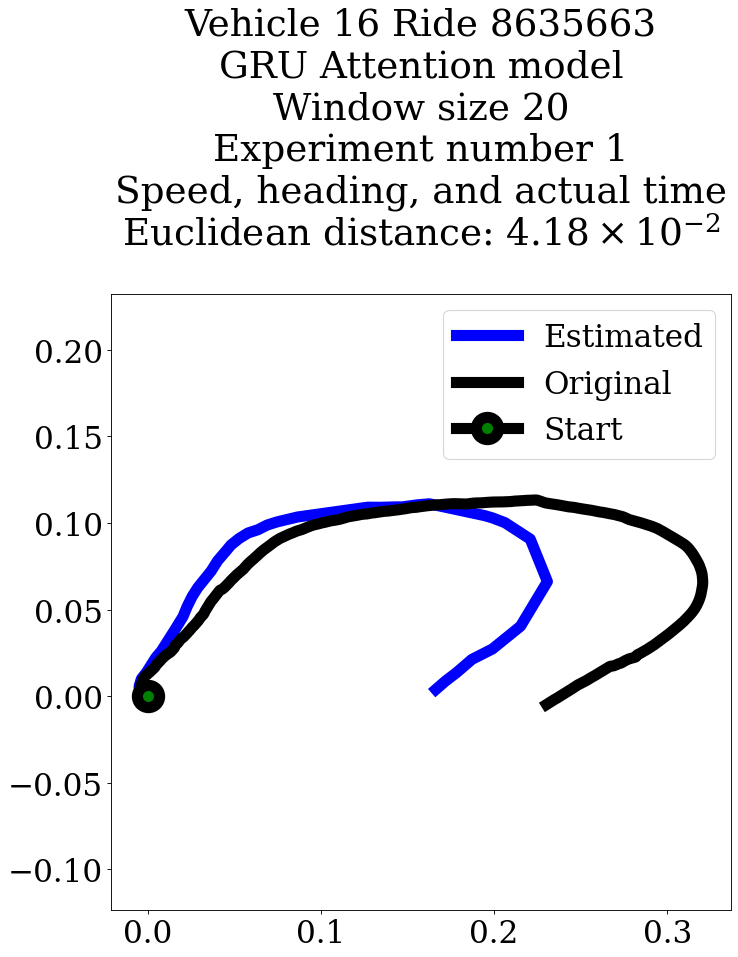 Vehicle 16 Ride 8635663
GRU Attention model
Window size 20
Experiment number 1
Speed, heading, and actual time
Euclidean distance: 4.18 × 10⁻²
Estimated
Original
Start
0.20
0.15
0.10
0.05
0.00
−0.05
−0.10
0.0 0.1 0.2 0.3